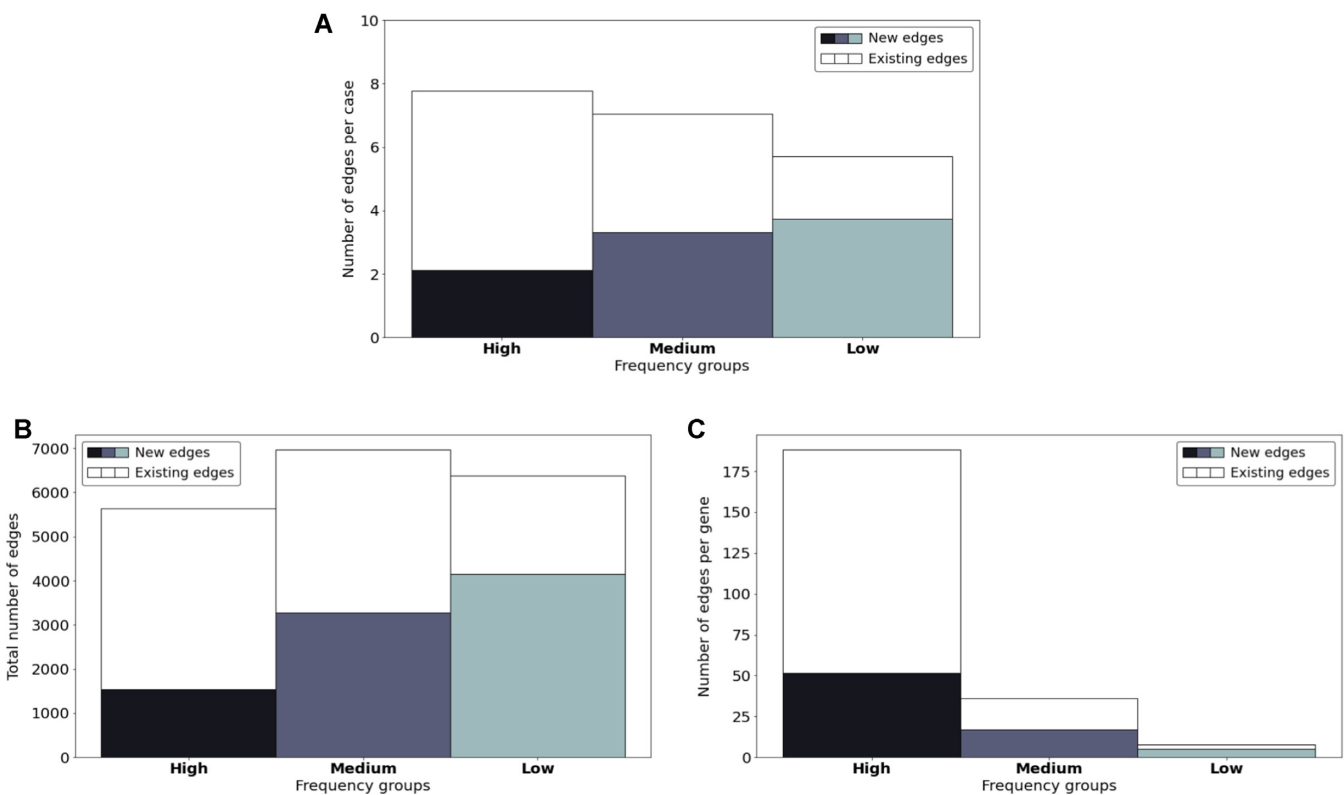 A
10
8
6
4
2
0
Number of edges per case
New edges
Existing edges
High Medium Low
Frequency groups
B
7000
6000
5000
4000
3000
2000
1000
0
Total number of edges
New edges
Existing edges
High Medium Low
Frequency groups
C
175
150
125
100
75
50
25
0
Number of edges per gene
New edges
Existing edges
High Medium Low
Frequency groups